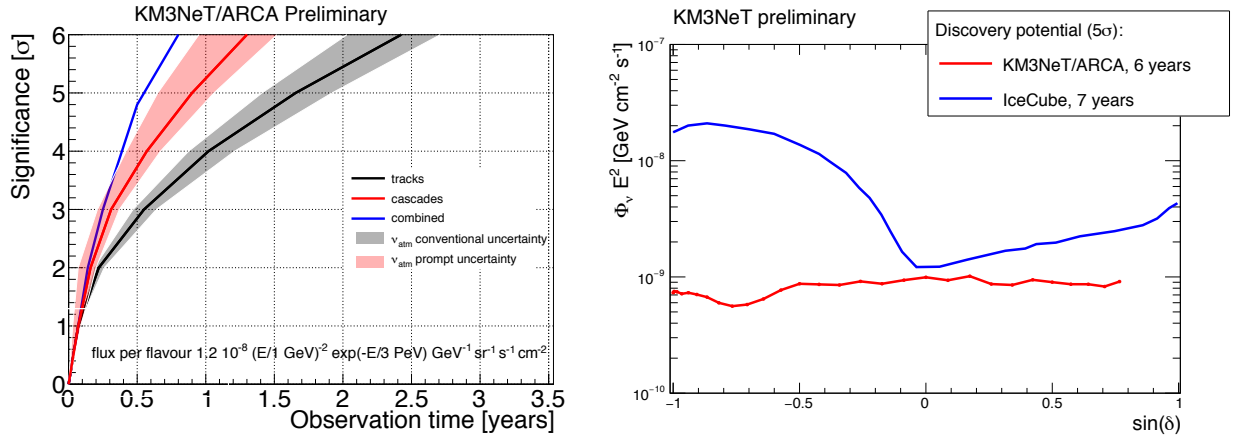 KM3NeT/ARCA Preliminary
Significance [σ]
6
5
4
3
2
1
0
tracks
cascades
combined
νatm conventional uncertainty
νatm prompt uncertainty
flux per flavour 1.2 10^-8 (E/1 GeV)^-2 exp(-E/3 PeV) GeV^-1 sr^-1 s^-1 cm^-2
0 0.5 1 1.5 2 2.5 3 3.5
Observation time [years]
KM3NeT preliminary
Discovery potential (5σ):
KM3NeT/ARCA, 6 years
IceCube, 7 years
Φν E^2 [GeV cm^-2 s^-1]
10^-7
10^-8
10^-9
10^-10
−1 −0.5 0 0.5 1
sin(δ)